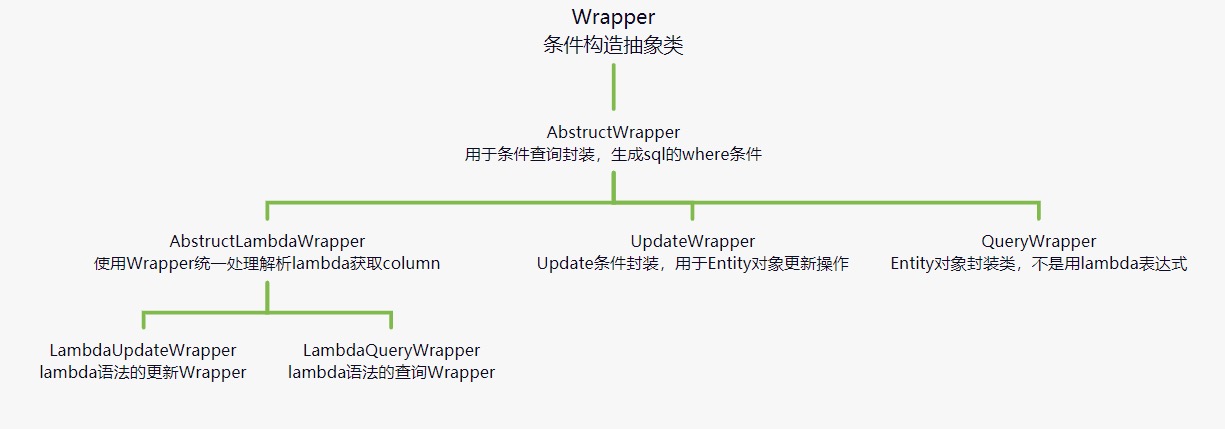 Wrapper
条件构造抽象类
AbstructWrapper
用于条件查询封装，生成sql的where条件
AbstructLambdaWrapper
使用Wrapper统一处理解析lambda获取column
UpdateWrapper
Update条件封装，用于Entity对象更新操作
QueryWrapper
Entity对象封装类，不是用lambda表达式
LambdaUpdateWrapper
lambda语法的更新Wrapper
LambdaQueryWrapper
lambda语法的查询Wrapper